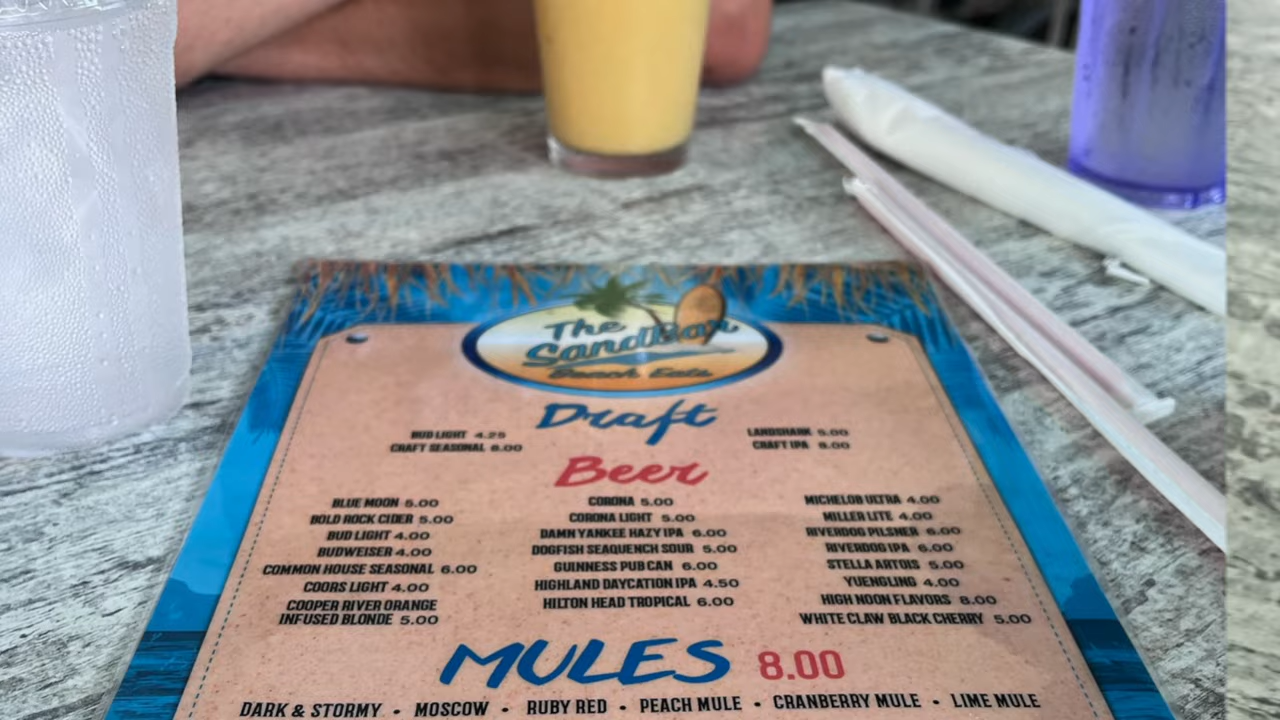 The
SandBar
Beach Eats
Draft
BUD LIGHT 4.25
LANDSHARK 5.00
CRAFT SEASONAL 8.00
CRAFT IPA 8.00
Beer
BLUE MOON 5.00
BOLD ROCK CIDER 5.00
BUD LIGHT 4.00
BUDWEISER 4.00
COMMON HOUSE SEASONAL 6.00
COORS LIGHT 4.00
COOPER RIVER ORANGE
INFUSED BLONDE 5.00
CORONA 5.00
CORONA LIGHT 5.00
DAMN YANKEE HAZY IPA 6.00
DOGFISH SEAQUENCH SOUR 5.00
GUINNESS PUB CAN 6.00
HIGHLAND DAYCATION IPA 4.50
HILTON HEAD TROPICAL 6.00
MICHELOB ULTRA 4.00
MILLER LITE 4.00
RIVERDOG PILSNER 6.00
RIVERDOG IPA 6.00
STELLA ARTOIS 5.00
YUENGLING 4.00
HIGH NOON FLAVORS 8.00
WHITE CLAW BLACK CHERRY 5.00
MULES 8.00
DARK & STORMY • MOSCOW • RUBY RED • PEACH MULE • CRANBERRY MULE • LIME MULE